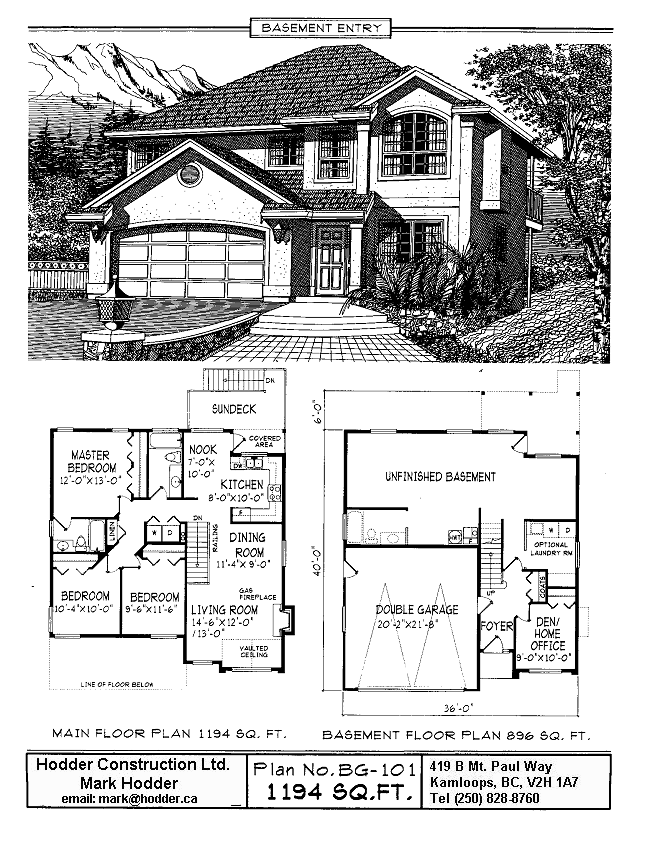 BASEMENT ENTRY
DN
SUNDECK
COVERED
AREA
MASTER
BEDROOM
12'-0"X13'-0"
NOOK
7'-0"X
10'-0"
DW
KITCHEN
8'-0"X10'-0"
LINEN
W D
DN
RAILING
DINING
ROOM
11'-4"X 9'-0"
BEDROOM
10'-4"X10'-0"
BEDROOM
9'-6"X11'-6"
GAS
FIREPLACE
LIVING ROOM
14'-6"X12'-0"
/13'-0"
VAULTED
CEILING
LINE OF FLOOR BELOW
MAIN FLOOR PLAN 1194 SQ. FT.
6'-0"
40'-0"
UNFINISHED BASEMENT
HWT
W D
OPTIONAL
LAUNDRY RM
UP
COATS
DOUBLE GARAGE
20'-2"X21'-8"
FOYER
DEN/
HOME
OFFICE
9'-0"X10'-0"
36'-0"
BASEMENT FLOOR PLAN 896 SQ. FT.
Hodder Construction Ltd.
Mark Hodder
email: mark@hodder.ca
Plan No. BG-101
1194 SQ.FT.
419 B Mt. Paul Way
Kamloops, BC, V2H 1A7
Tel (250) 828-8760